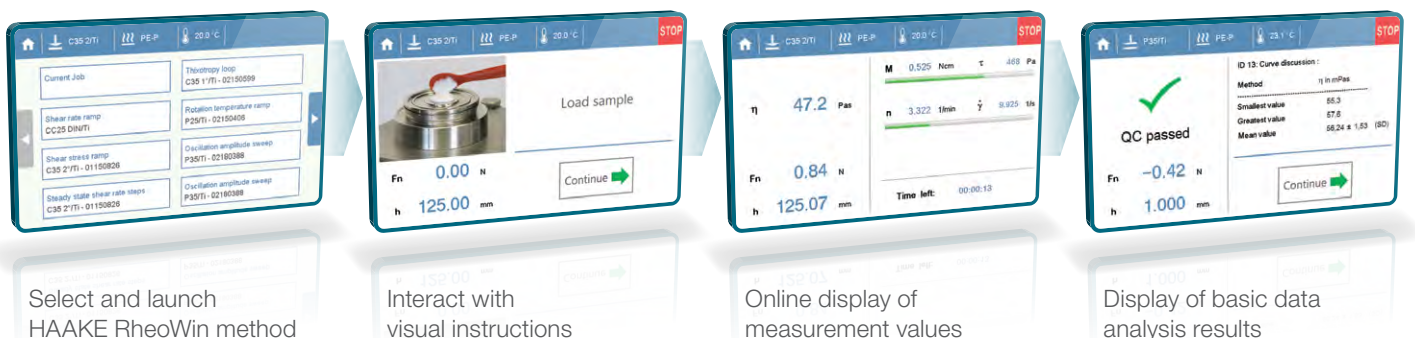 C35 2/Ti PE-P 20.0 °C
Current Job
Shear rate ramp
CC25 DIN/Ti
Shear stress ramp
C35 2°/Ti - 01150826
Steady state shear rate steps
C35 2°/Ti - 01150826
Thixotropy loop
C35 1°/Ti - 02150599
Rotation temperature ramp
P25/Ti - 02150406
Oscillation amplitude sweep
P35/Ti - 02180388
Oscillation amplitude sweep
P35/Ti - 02180388
Select and launch
HAAKE RheoWin method
C35 2/Ti PE-P 20.0 °C STOP
Load sample
Fn 0.00 N
h 125.00 mm
Continue
Interact with
visual instructions
C35 2/Ti PE-P 20.0 °C STOP
η 47.2 Pas
Fn 0.84 N
h 125.07 mm
M 0.525 Ncm τ 468 Pa
n 3.322 1/min γ̇ 9.925 1/s
Time left: 00:00:13
Online display of
measurement values
P35/Ti PE-P 23.1 °C STOP
QC passed
Fn −0.42 N
h 1.000 mm
ID 13: Curve discussion :
Method η in mPas
Smallest value 55,3
Greatest value 57,6
Mean value 56,24 ± 1,53 (SD)
Continue
Display of basic data
analysis results